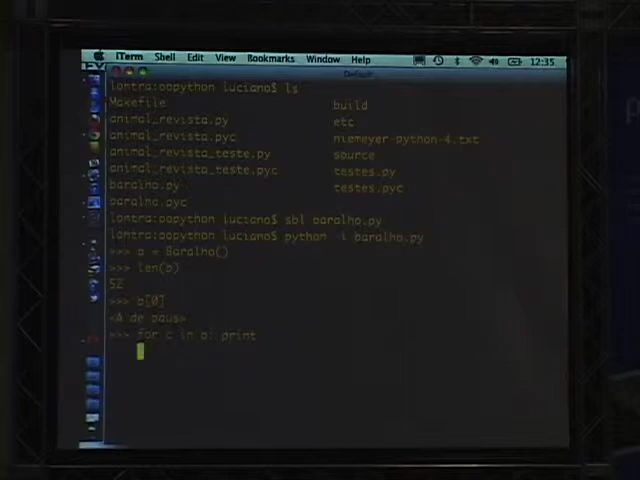 iTerm Shell Edit View Bookmarks Window Help 12:35
Default
lontra:oopython luciano$ ls
Makefile build
animal_revista.py etc
animal_revista.pyc niemeyer-python-4.txt
animal_revista_teste.py source
animal_revista_teste.pyc testes.py
baralho.py testes.pyc
baralho.pyc
lontra:oopython luciano$ sbl baralho.py
lontra:oopython luciano$ python -i baralho.py
>>> b = Baralho()
>>> len(b)
52
>>> b[0]
<A de paus>
>>> for c in b: print